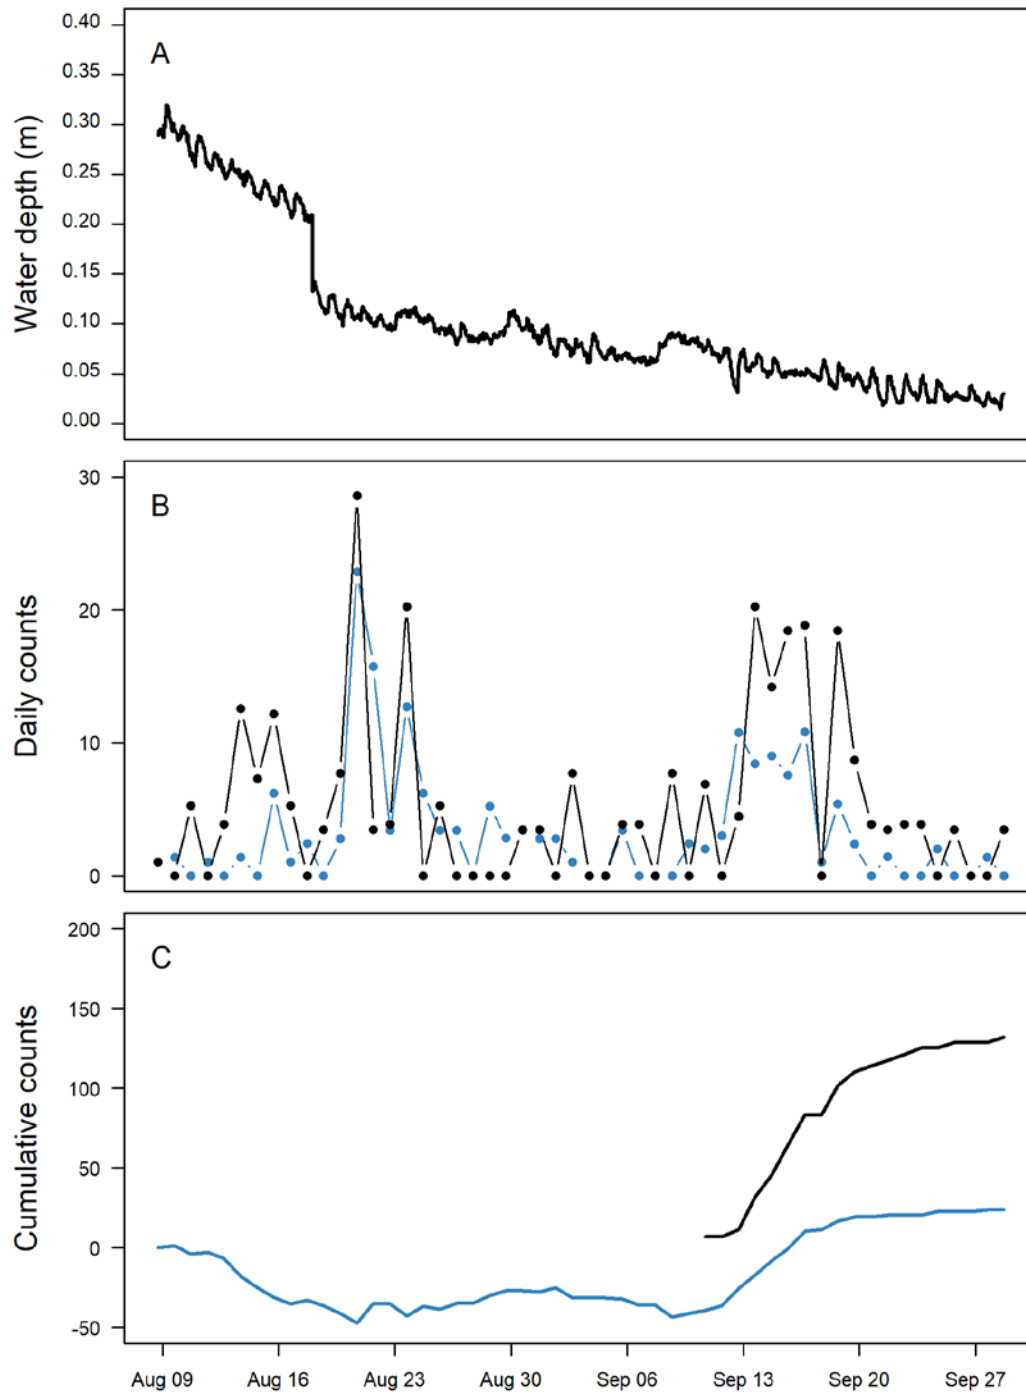 A
Water depth (m)
0.40
0.35
0.30
0.25
0.20
0.15
0.10
0.05
0.00
B
Daily counts
30
20
10
0
C
Cumulative counts
200
150
100
50
0
-50
Aug 09 Aug 16 Aug 23 Aug 30 Sep 06 Sep 13 Sep 20 Sep 27